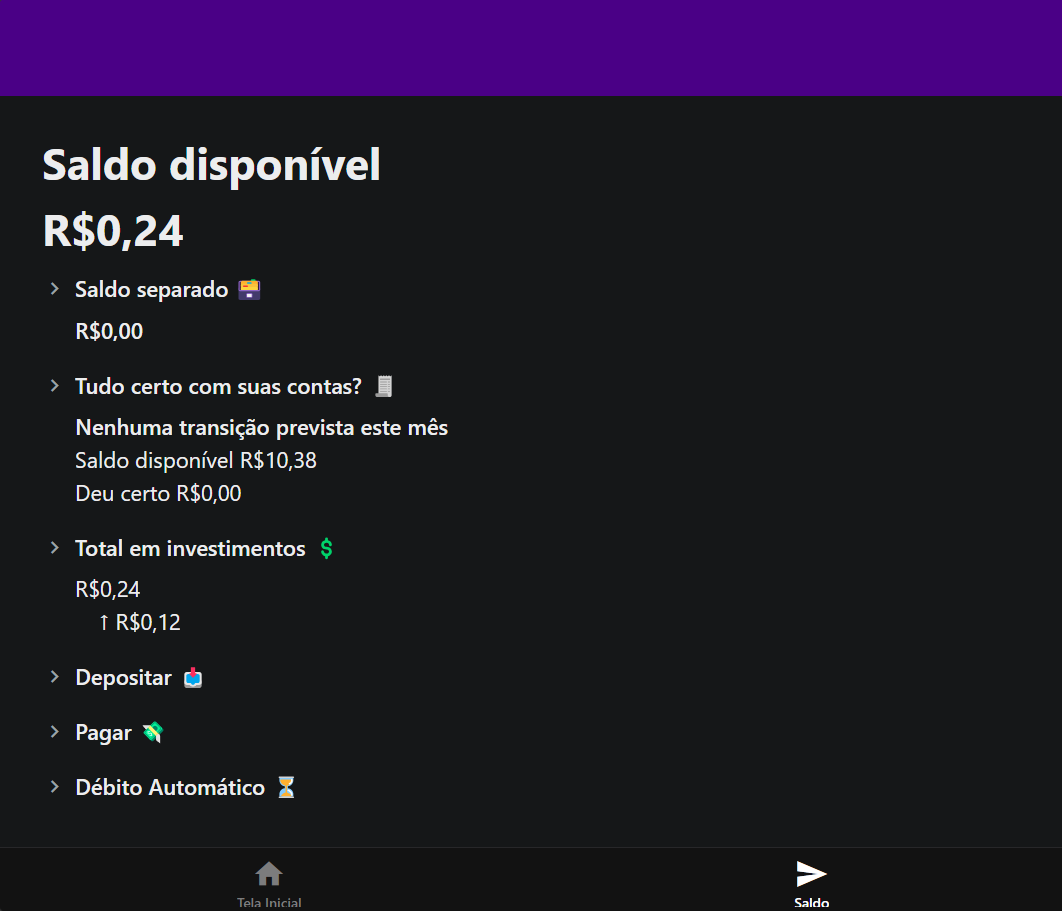 Saldo disponível
R$0,24
Saldo separado
R$0,00
Tudo certo com suas contas?
Nenhuma transição prevista este mês
Saldo disponível R$10,38
Deu certo R$0,00
Total em investimentos
R$0,24
↑ R$0,12
Depositar
Pagar
Débito Automático
Tela Inicial
Saldo